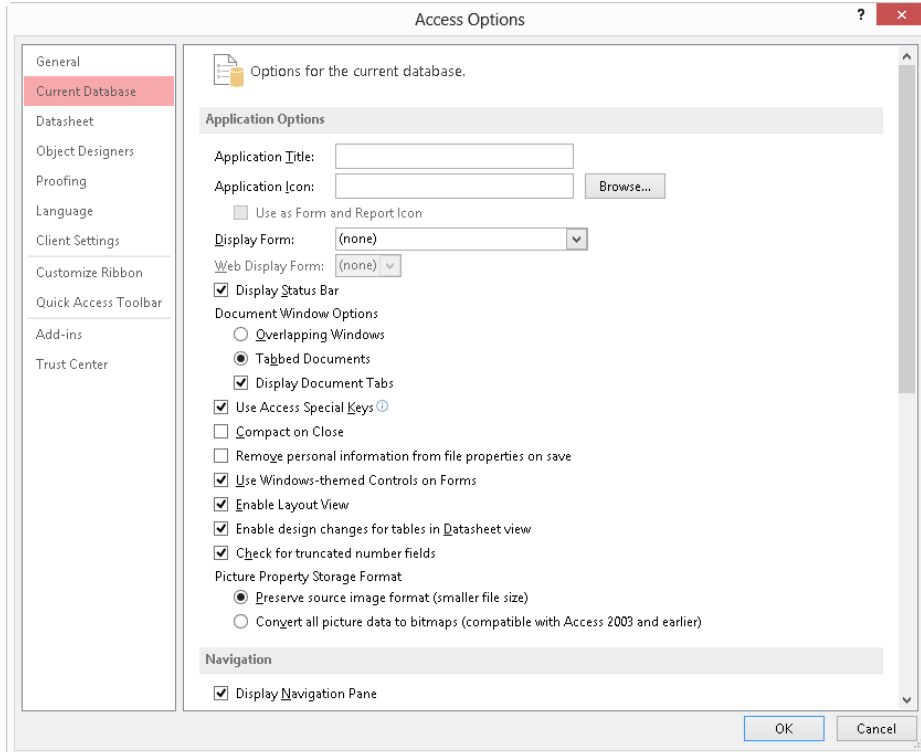 Access Options
?
General
Current Database
Datasheet
Object Designers
Proofing
Language
Client Settings
Customize Ribbon
Quick Access Toolbar
Add-ins
Trust Center
Options for the current database.
Application Options
Application Title:
Application Icon:
Browse...
Use as Form and Report Icon
Display Form: (none)
Web Display Form: (none)
Display Status Bar
Document Window Options
Overlapping Windows
Tabbed Documents
Display Document Tabs
Use Access Special Keys
Compact on Close
Remove personal information from file properties on save
Use Windows-themed Controls on Forms
Enable Layout View
Enable design changes for tables in Datasheet view
Check for truncated number fields
Picture Property Storage Format
Preserve source image format (smaller file size)
Convert all picture data to bitmaps (compatible with Access 2003 and earlier)
Navigation
Display Navigation Pane
OK
Cancel